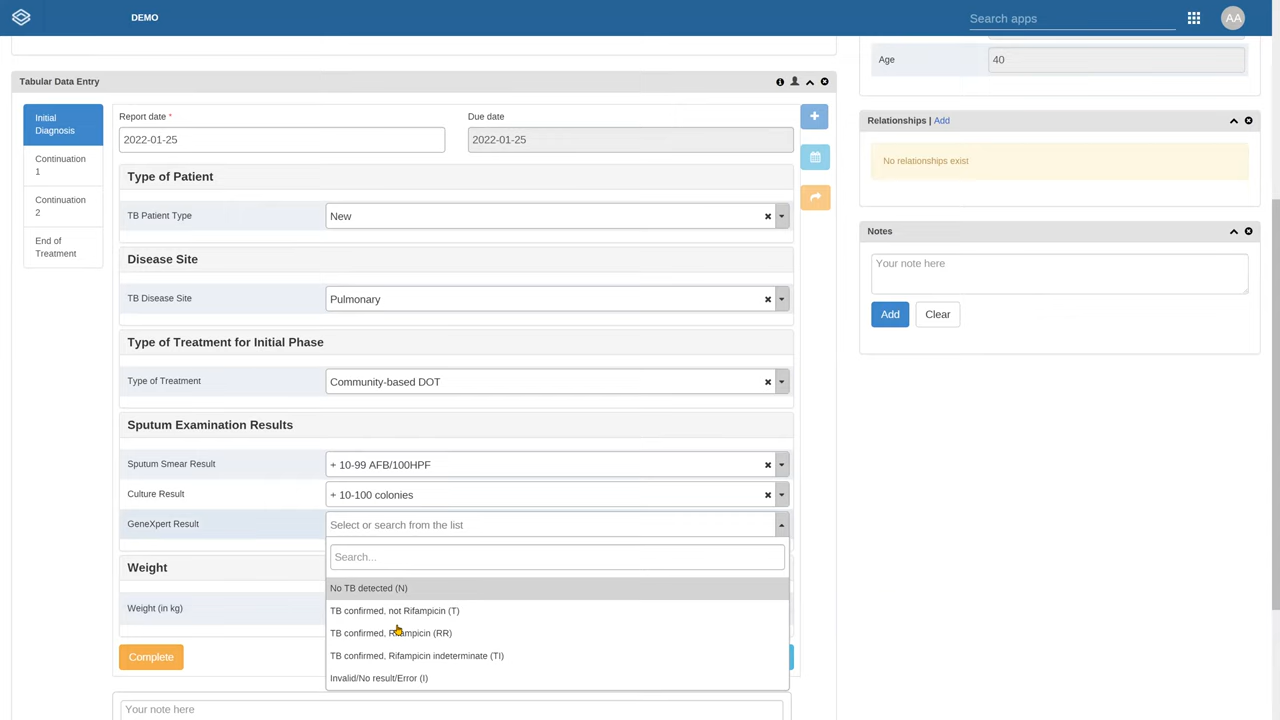 DEMO
Search apps
AA
Age
40
Tabular Data Entry
Initial
Diagnosis
Continuation
1
Continuation
2
End of
Treatment
Report date *
2022-01-25
Due date
2022-01-25
Type of Patient
TB Patient Type
New
Disease Site
TB Disease Site
Pulmonary
Type of Treatment for Initial Phase
Type of Treatment
Community-based DOT
Sputum Examination Results
Sputum Smear Result
+ 10-99 AFB/100HPF
Culture Result
+ 10-100 colonies
GeneXpert Result
Select or search from the list
Search...
No TB detected (N)
TB confirmed, not Rifampicin (T)
TB confirmed, Rifampicin (RR)
TB confirmed, Rifampicin indeterminate (TI)
Invalid/No result/Error (I)
Weight
Weight (in kg)
Complete
Your note here
Relationships | Add
No relationships exist
Notes
Your note here
Add
Clear